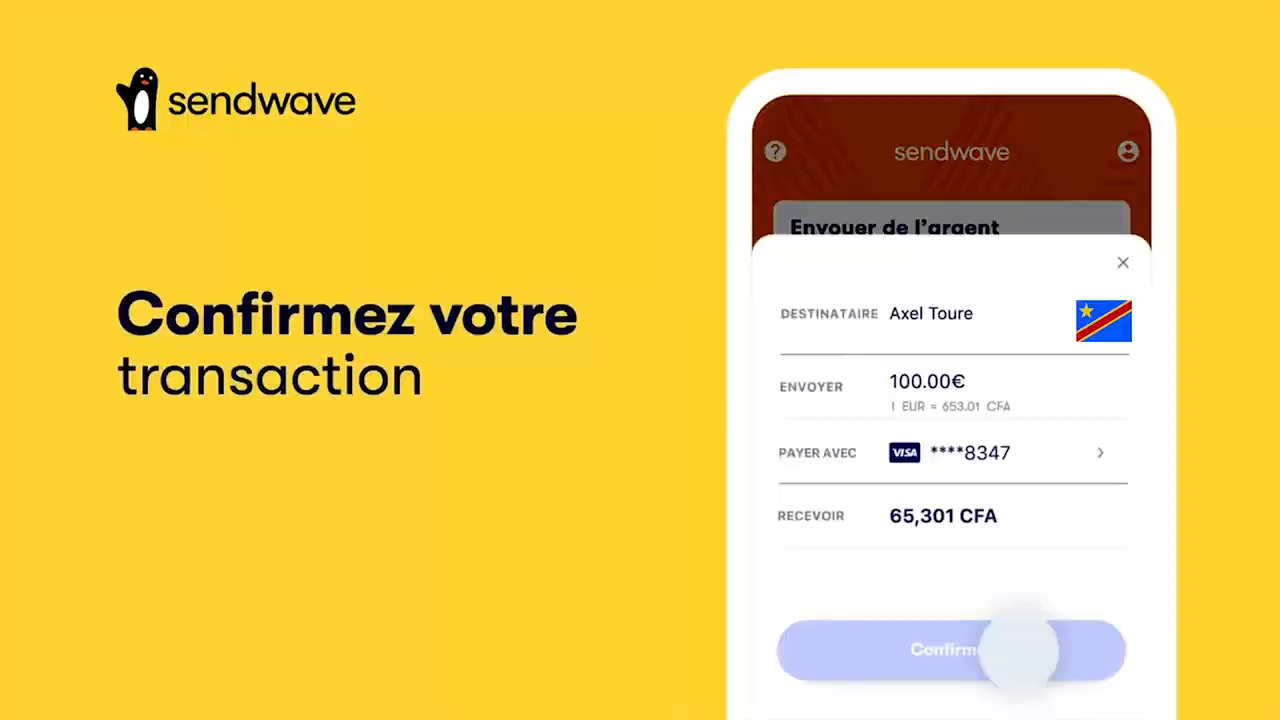 sendwave
Confirmez votre
transaction
sendwave
Envoyer de l'argent
DESTINATAIRE Axel Toure
ENVOYER 100.00€
1 EUR = 653.01 CFA
PAYER AVEC VISA ****8347
RECEVOIR 65,301 CFA